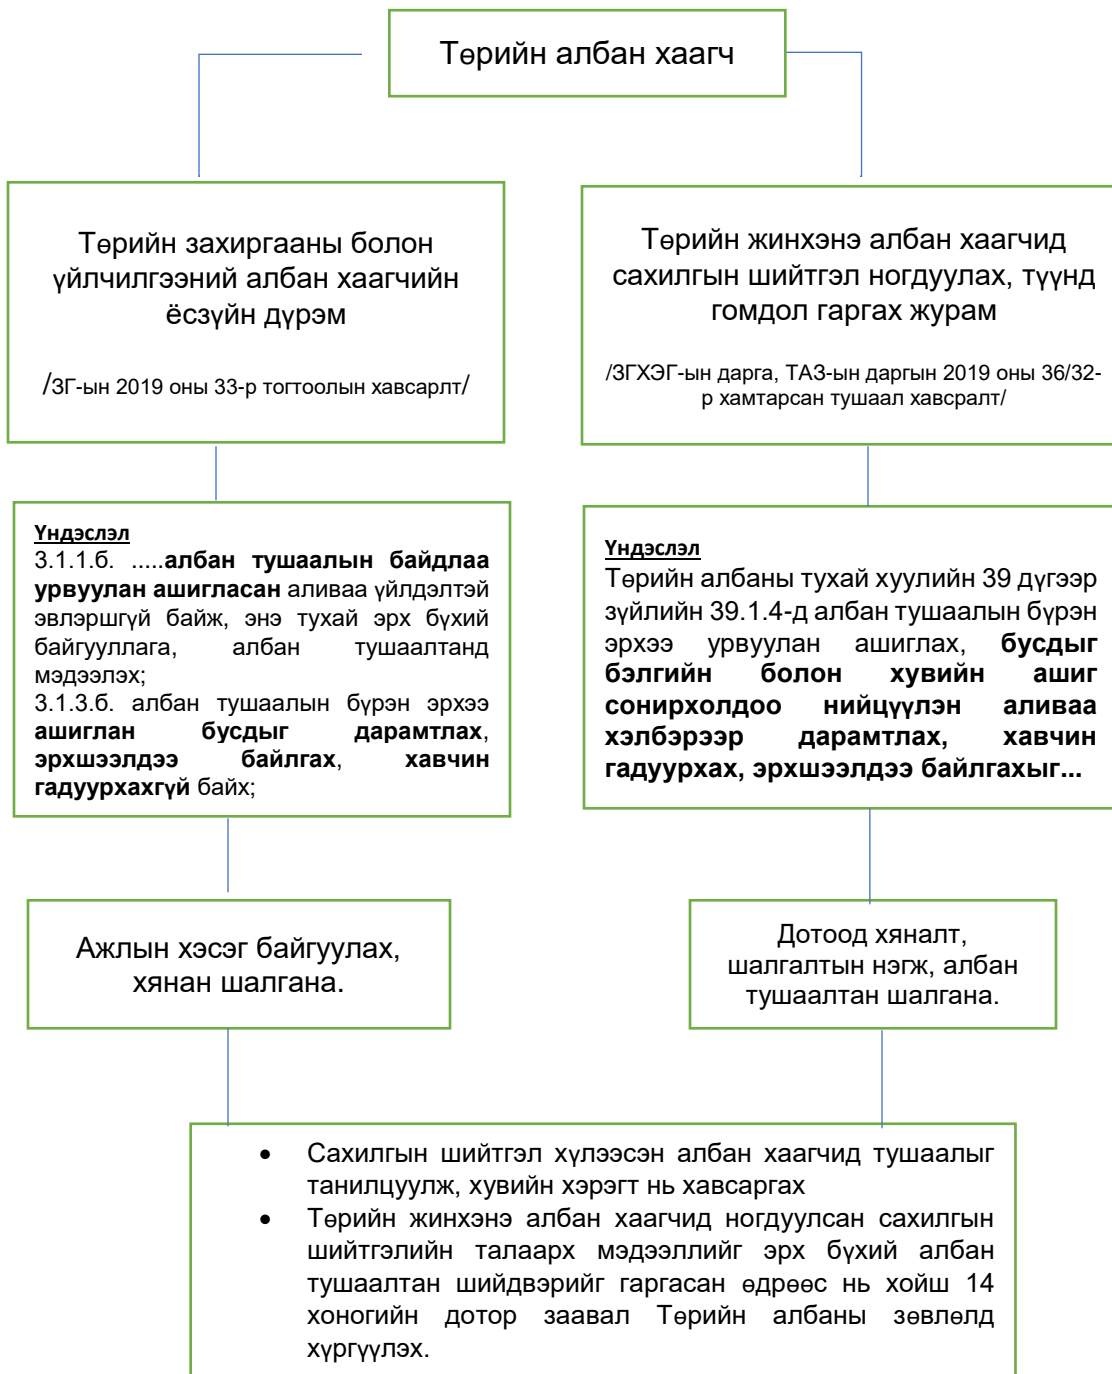 Төрийн албан хаагч
Төрийн захиргааны болон
үйлчилгээний албан хаагчийн
ёсзүйн дүрэм
/ЗГ-ын 2019 оны 33-р тогтоолын хавсарлт/
Төрийн жинхэнэ албан хаагчид
сахилгын шийтгэл ногдуулах, түүнд
гомдол гаргах журам
/ЗГХЭГ-ын дарга, ТАЗ-ын даргын 2019 оны 36/32-
р хамтарсан тушаал хавсралт/
Үндэслэл
3.1.1.б. .....албан тушаалын байдлаа
урвуулан ашигласан аливаа үйлдэлтэй
эвлэршгүй байж, энэ тухай эрх бүхий
байгууллага, албан тушаалтанд
мэдээлэх;
3.1.3.б. албан тушаалын бүрэн эрхээ
ашиглан бусдыг дарамтлах,
эрхшээлдээ байлгах, хавчин
гадуурхахгүй байх;
Үндэслэл
Төрийн албаны тухай хуулийн 39 дүгээр
зүйлийн 39.1.4-д албан тушаалын бүрэн
эрхээ урвуулан ашиглах, бусдыг
бэлгийн болон хувийн ашиг
сонирхолдоо нийцүүлэн аливаа
хэлбэрээр дарамтлах, хавчин
гадуурхах, эрхшээлдээ байлгахыг...
Ажлын хэсэг байгуулах,
хянан шалгана.
Дотоод хяналт,
шалгалтын нэгж, албан
тушаалтан шалгана.
• Сахилгын шийтгэл хүлээсэн албан хаагчид тушаалыг
танилцуулж, хувийн хэрэгт нь хавсаргах
• Төрийн жинхэнэ албан хаагчид ногдуулсан сахилгын
шийтгэлийн талаарх мэдээллийг эрх бүхий албан
тушаалтан шийдвэрийг гаргасан өдрөөс нь хойш 14
хоногийн дотор заавал Төрийн албаны зөвлөлд
хүргүүлэх.